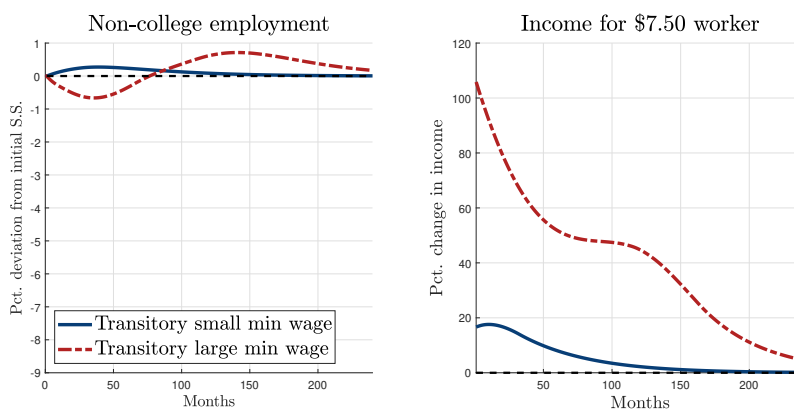 Non-college employment
Pct. deviation from initial S.S.
1
0
-1
-2
-3
-4
-5
-6
-7
-8
-9
Transitory small min wage
Transitory large min wage
0 50 100 150 200
Months
Income for $7.50 worker
Pct. change in income
120
100
80
60
40
20
0
50 100 150 200
Months